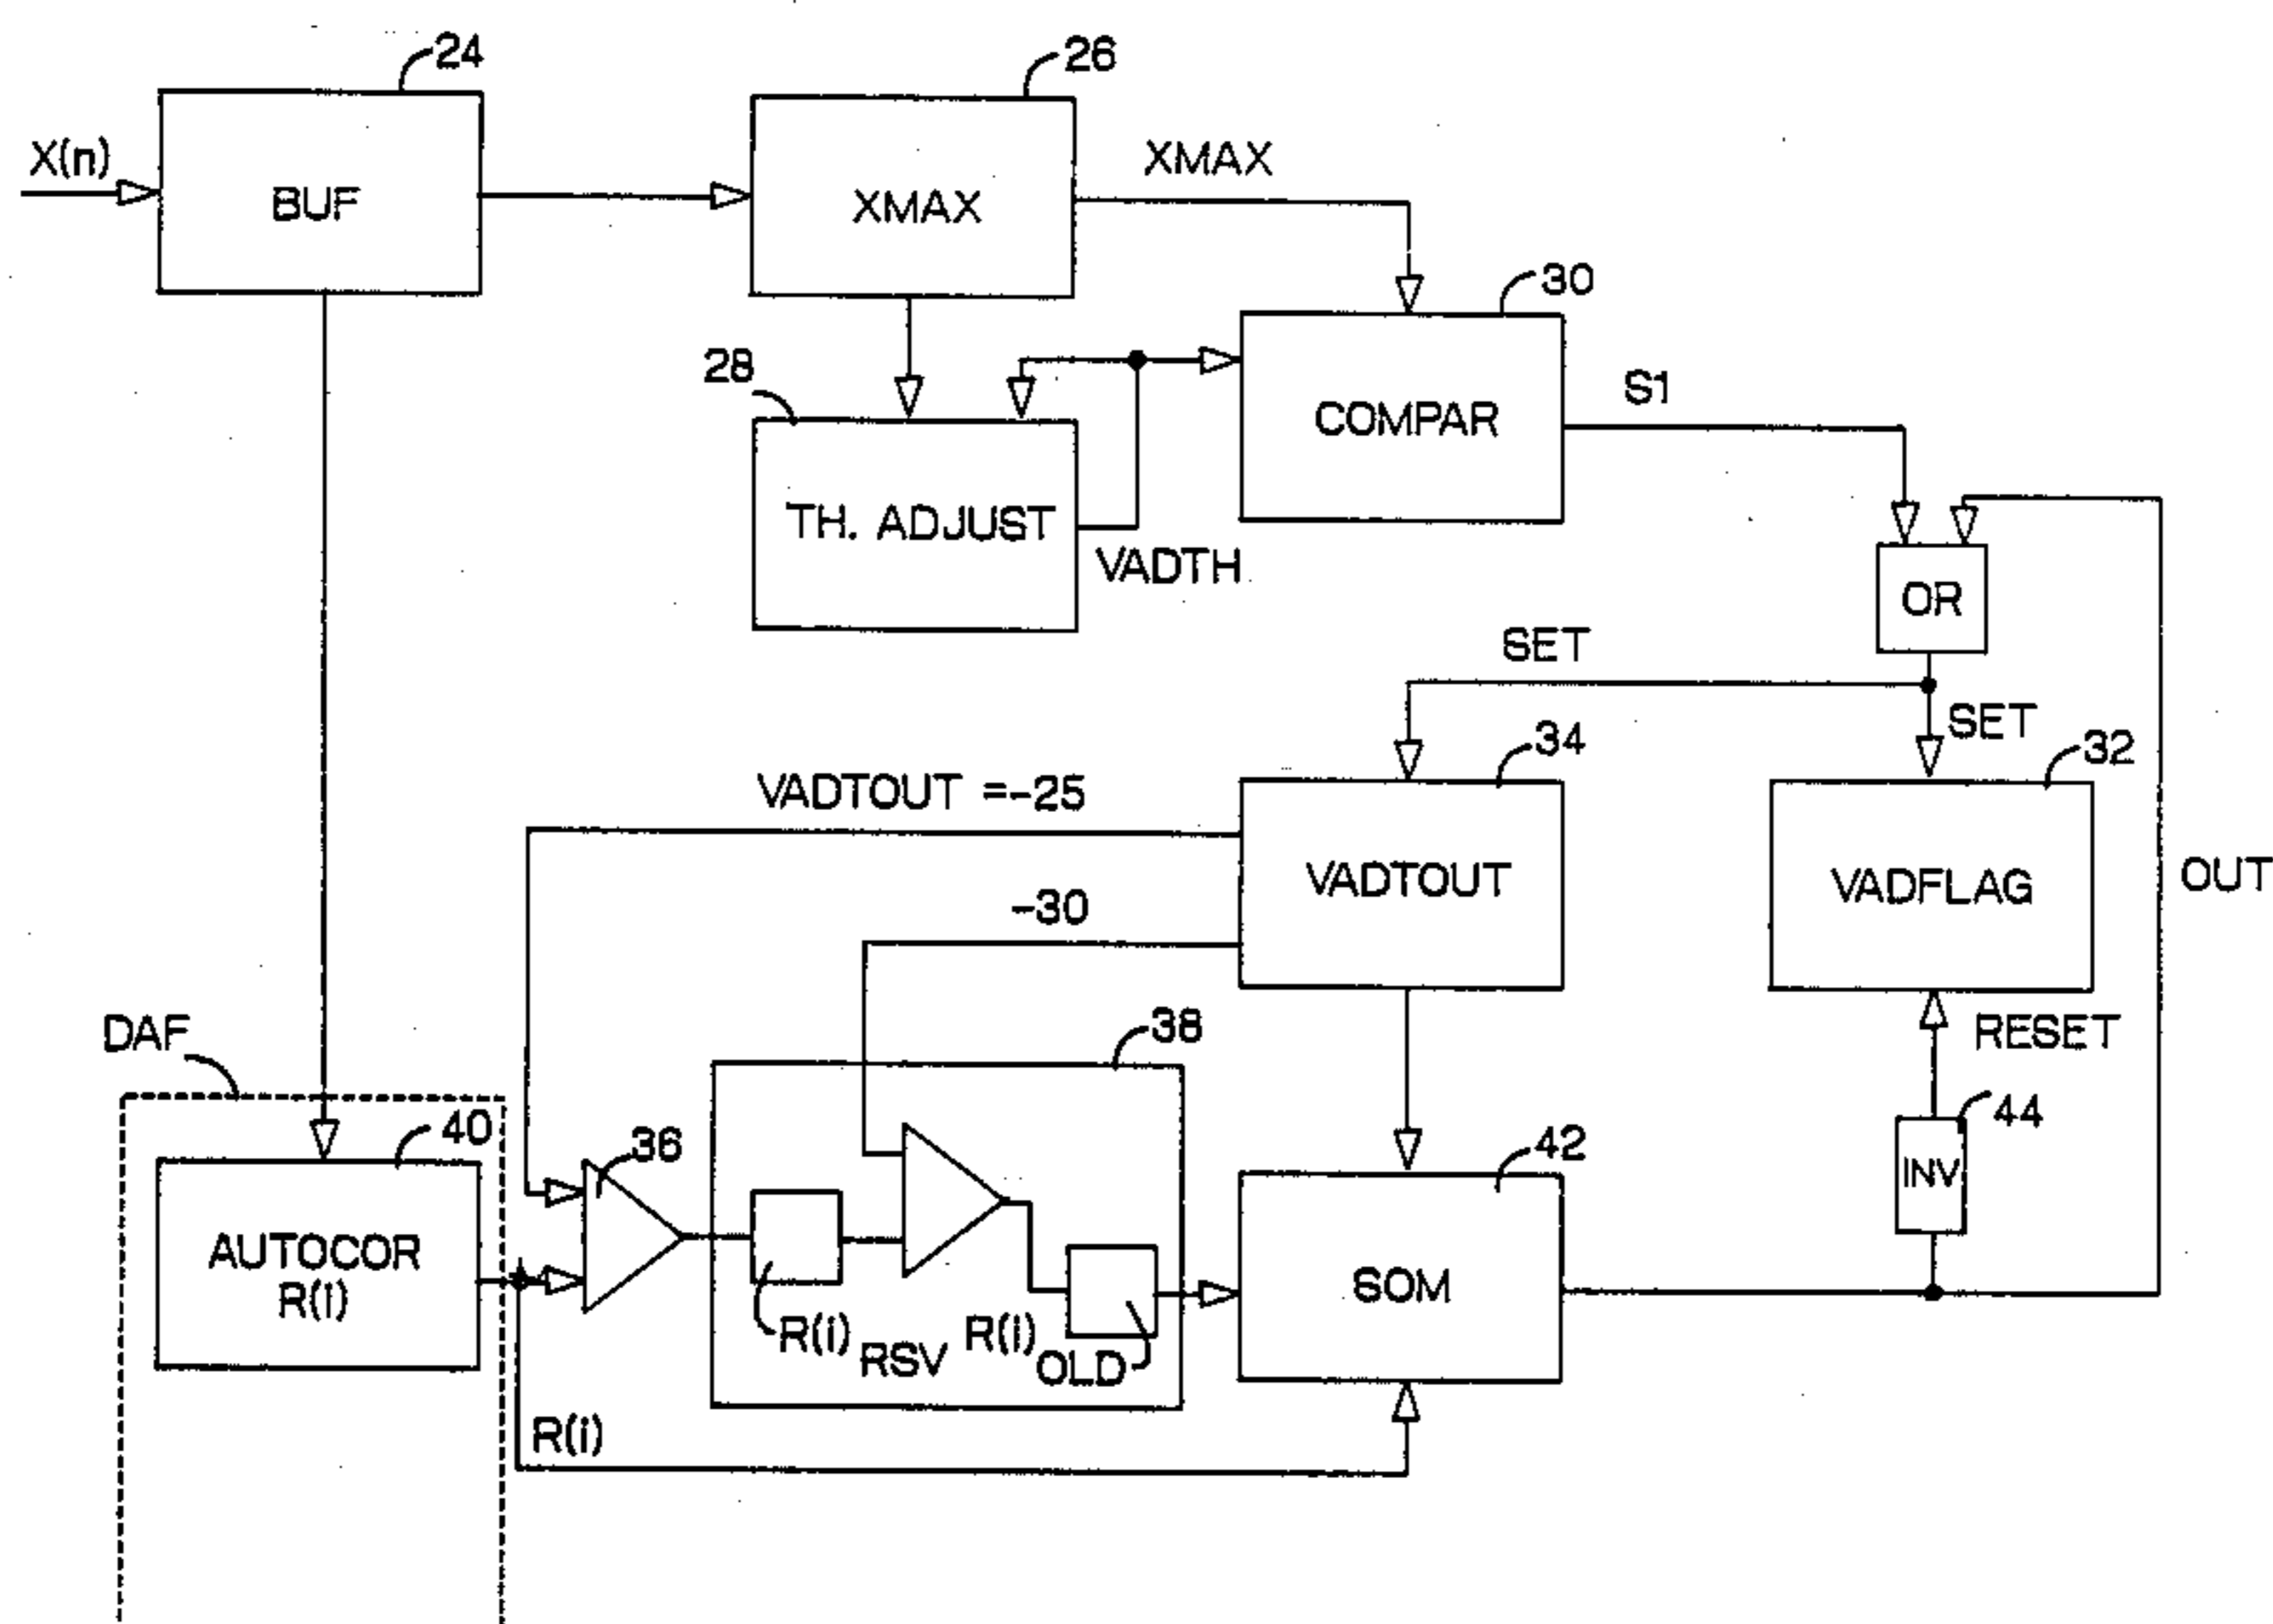 24
26
X(n)
BUF
XMAX
XMAX
30
28
COMPAR
S1
TH. ADJUST
VADTH
OR
SET
SET
34
32
VADTOUT =-25
VADTOUT
VADFLAG
OUT
-30
DAF
38
RESET
40
36
42
44
INV
AUTOCOR
R(i)
SOM
R(i) RSV
R(i) OLD
R(i)